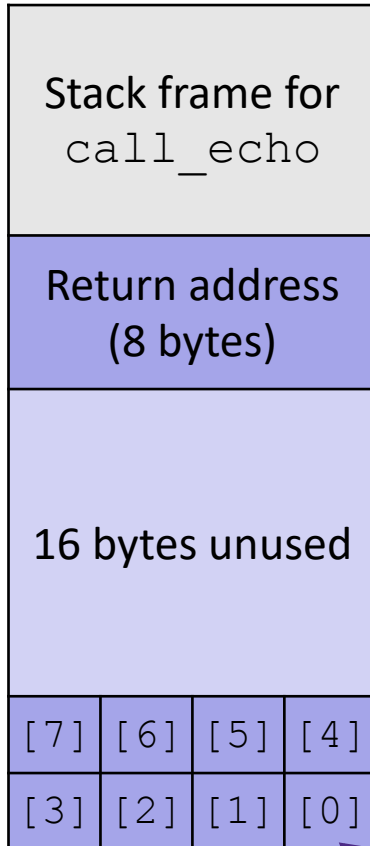 Stack frame for
call_echo
Return address
(8 bytes)
16 bytes unused
[7] [6] [5] [4]
[3] [2] [1] [0]